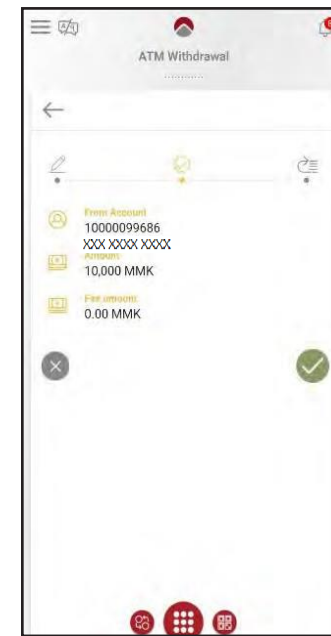 ATM Withdrawal
From Account
10000099686
XXX XXXX XXXX
Amount
10,000 MMK
Fee amount
0.00 MMK